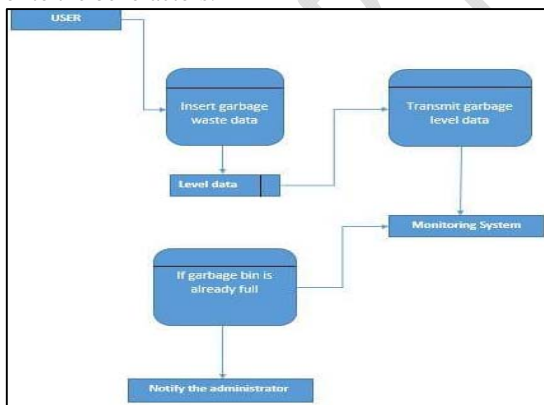 USER
Insert garbage
waste data
Transmit garbage
level data
Level data
Monitoring System
If garbage bin is
already full
Notify the administrator